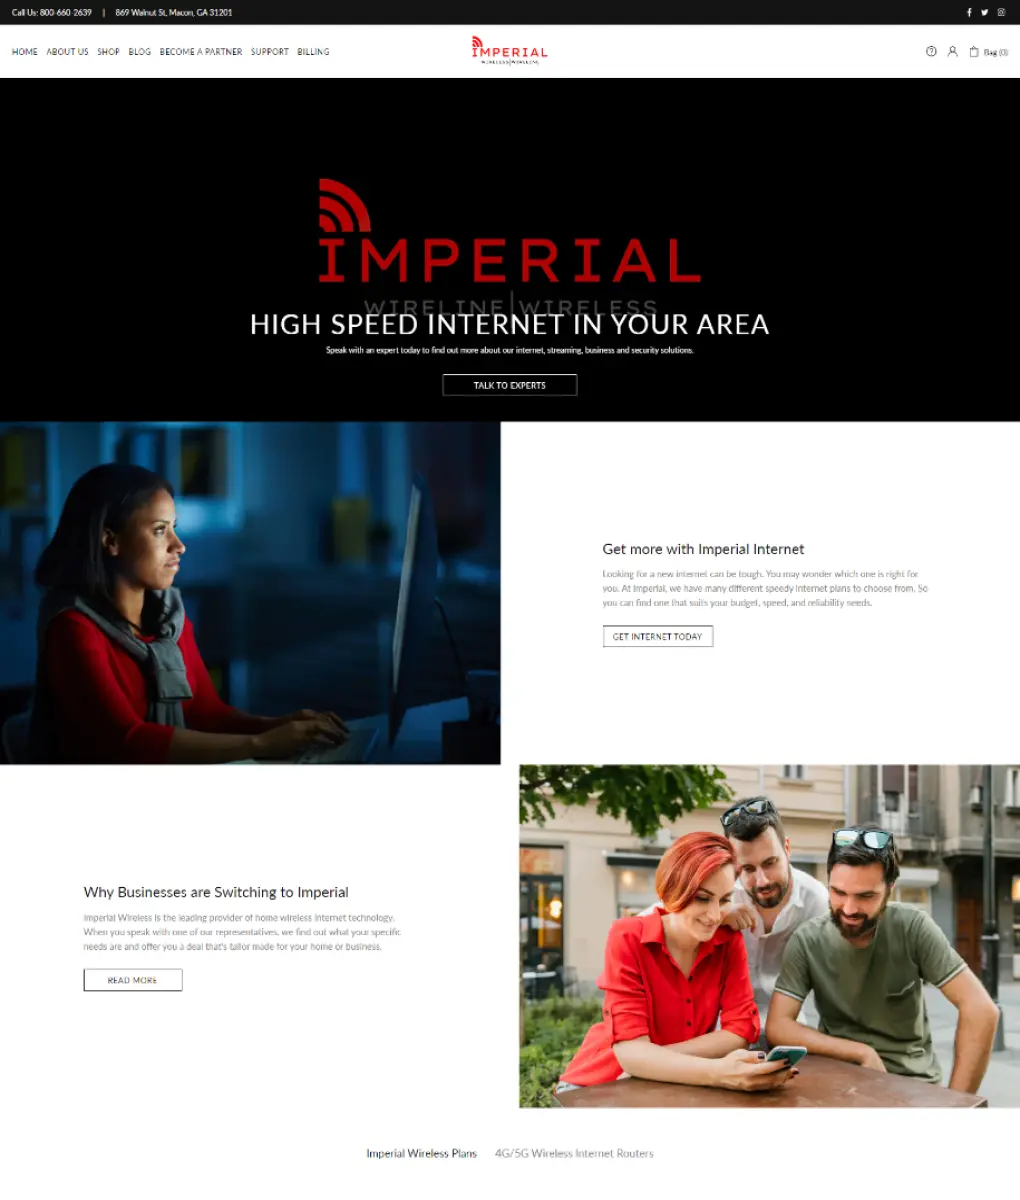 Call Us: 800-660-2639 | 869 Walnut St, Macon, GA 31201
HOME ABOUT US SHOP BLOG BECOME A PARTNER SUPPORT BILLING
IMPERIAL
WIRELESS|WIRELINE
Bag (0)
IMPERIAL
WIRELINE|WIRELESS
HIGH SPEED INTERNET IN YOUR AREA
Speak with an expert today to find out more about our internet, streaming, business and security solutions.
TALK TO EXPERTS
Get more with Imperial Internet
Looking for a new internet can be tough. You may wonder which one is right for
you. At Imperial, we have many different speedy internet plans to choose from. So
you can find one that suits your budget, speed, and reliability needs.
GET INTERNET TODAY
Why Businesses are Switching to Imperial
Imperial Wireless is the leading provider of home wireless internet technology.
When you speak with one of our representatives, we find out what your specific
needs are and offer you a deal that's tailor made for your home or business.
READ MORE
Imperial Wireless Plans 4G/5G Wireless Internet Routers